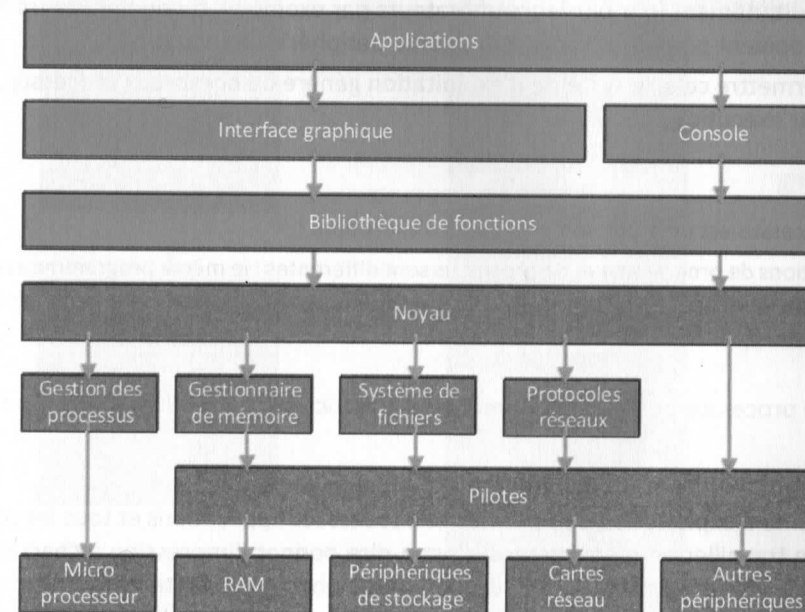 Applications
Interface graphique
Console
Bibliothèque de fonctions
Noyau
Gestion des
processus
Gestionnaire
de mémoire
Système de
fichiers
Protocoles
réseaux
Pilotes
Micro
processeur
RAM
Périphériques
de stockage
Cartes
réseau
Autres
périphériques